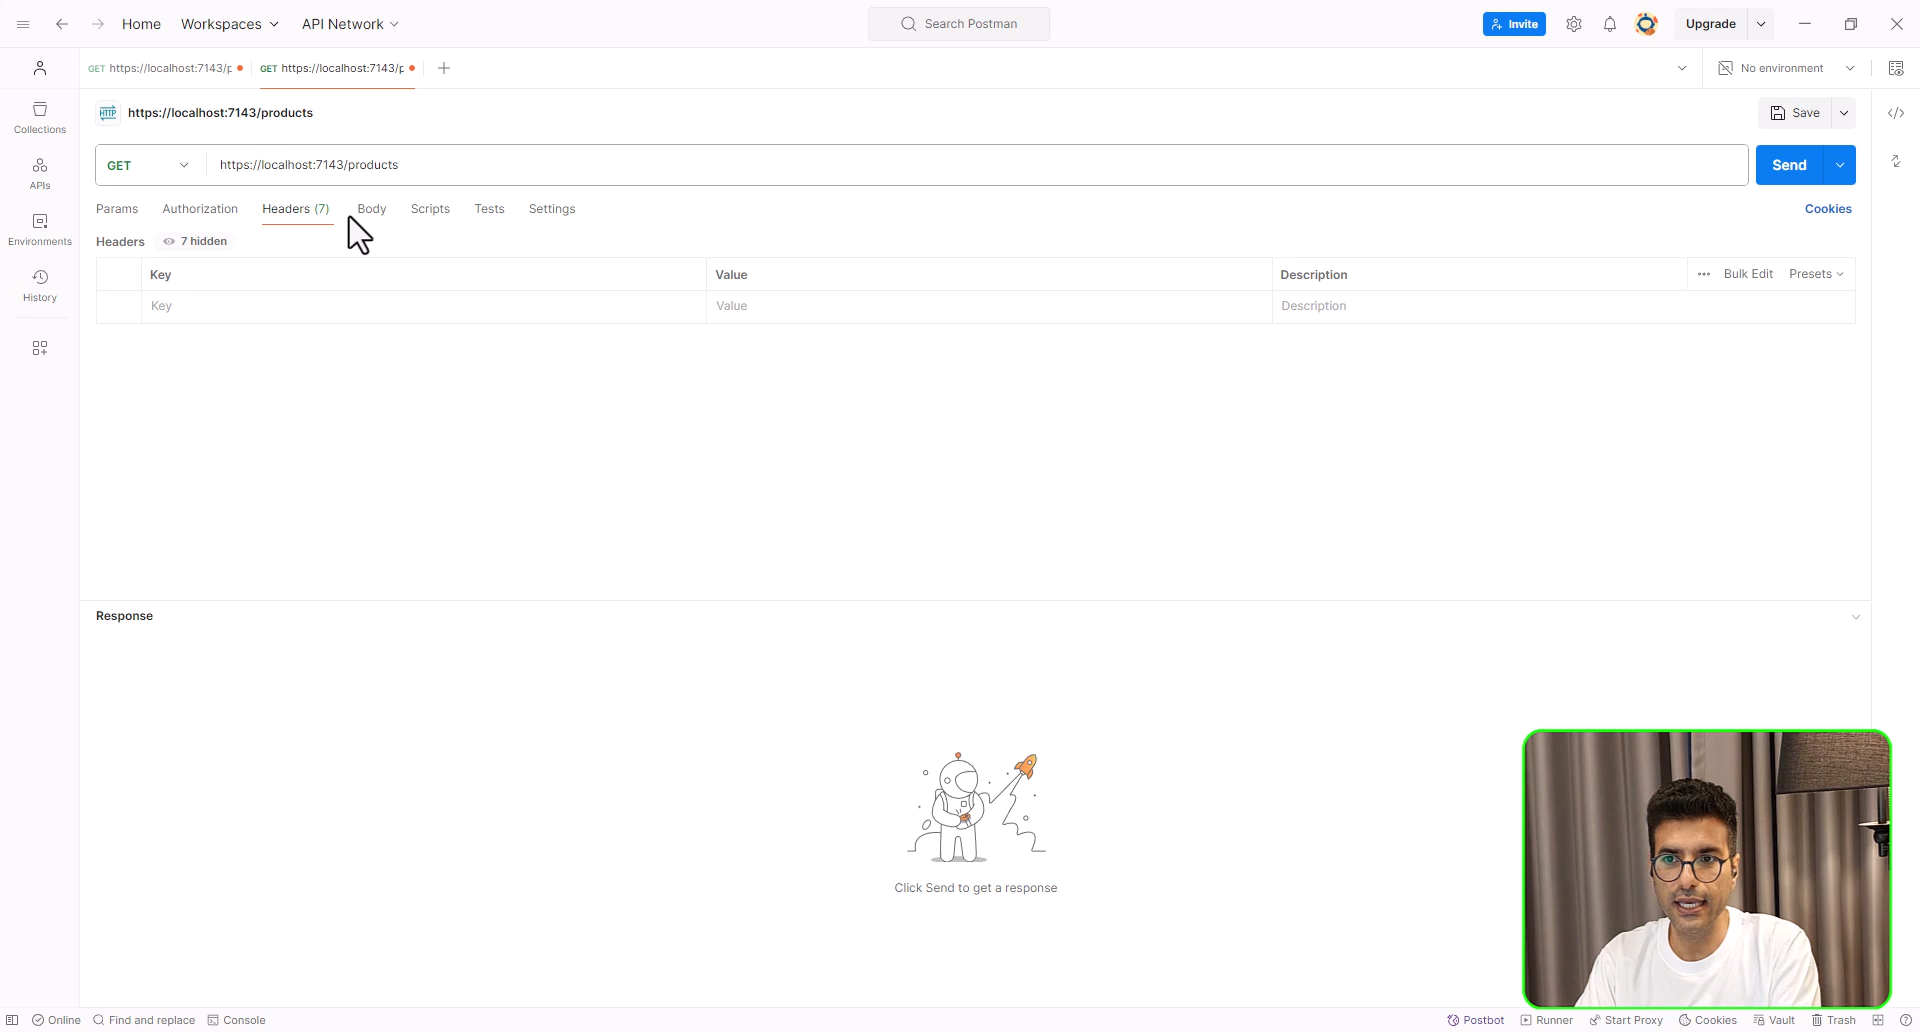 Home Workspaces API Network Search Postman Invite Upgrade
GET https://localhost:7143/p GET https://localhost:7143/p No environment
HTTP https://localhost:7143/products Save
GET https://localhost:7143/products Send
Params Authorization Headers (7) Body Scripts Tests Settings Cookies
Headers 7 hidden
Key Value Description Bulk Edit Presets
Key Value Description
Collections
APIs
Environments
History
Response
Click Send to get a response
Online Find and replace Console Postbot Runner Start Proxy Cookies Vault Trash